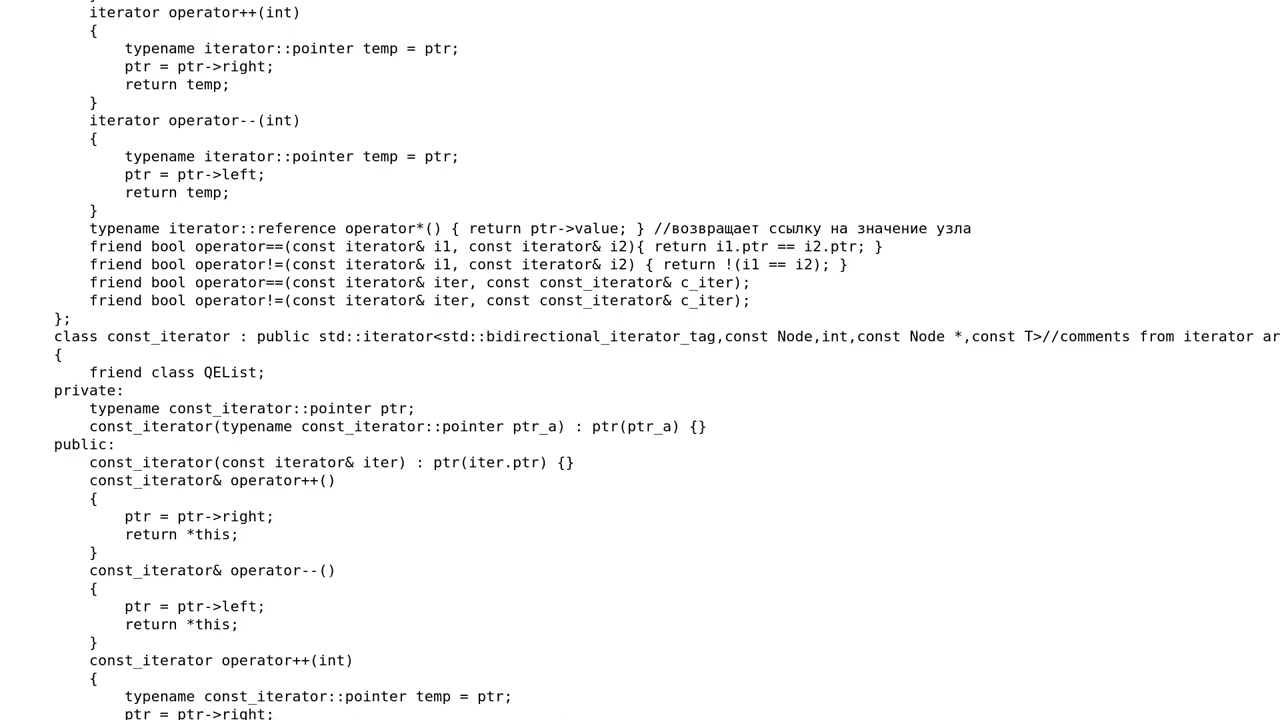 iterator operator++(int)
{
typename iterator::pointer temp = ptr;
ptr = ptr->right;
return temp;
}
iterator operator--(int)
{
typename iterator::pointer temp = ptr;
ptr = ptr->left;
return temp;
}
typename iterator::reference operator*() { return ptr->value; } //возвращает ссылку на значение узла
friend bool operator==(const iterator& i1, const iterator& i2){ return i1.ptr == i2.ptr; }
friend bool operator!=(const iterator& i1, const iterator& i2) { return !(i1 == i2); }
friend bool operator==(const iterator& iter, const const_iterator& c_iter);
friend bool operator!=(const iterator& iter, const const_iterator& c_iter);
};
class const_iterator : public std::iterator<std::bidirectional_iterator_tag,const Node,int,const Node *,const T>//comments from iterator ar
{
friend class QEList;
private:
typename const_iterator::pointer ptr;
const_iterator(typename const_iterator::pointer ptr_a) : ptr(ptr_a) {}
public:
const_iterator(const iterator& iter) : ptr(iter.ptr) {}
const_iterator& operator++()
{
ptr = ptr->right;
return *this;
}
const_iterator& operator--()
{
ptr = ptr->left;
return *this;
}
const_iterator operator++(int)
{
typename const_iterator::pointer temp = ptr;
ptr = ptr->right;